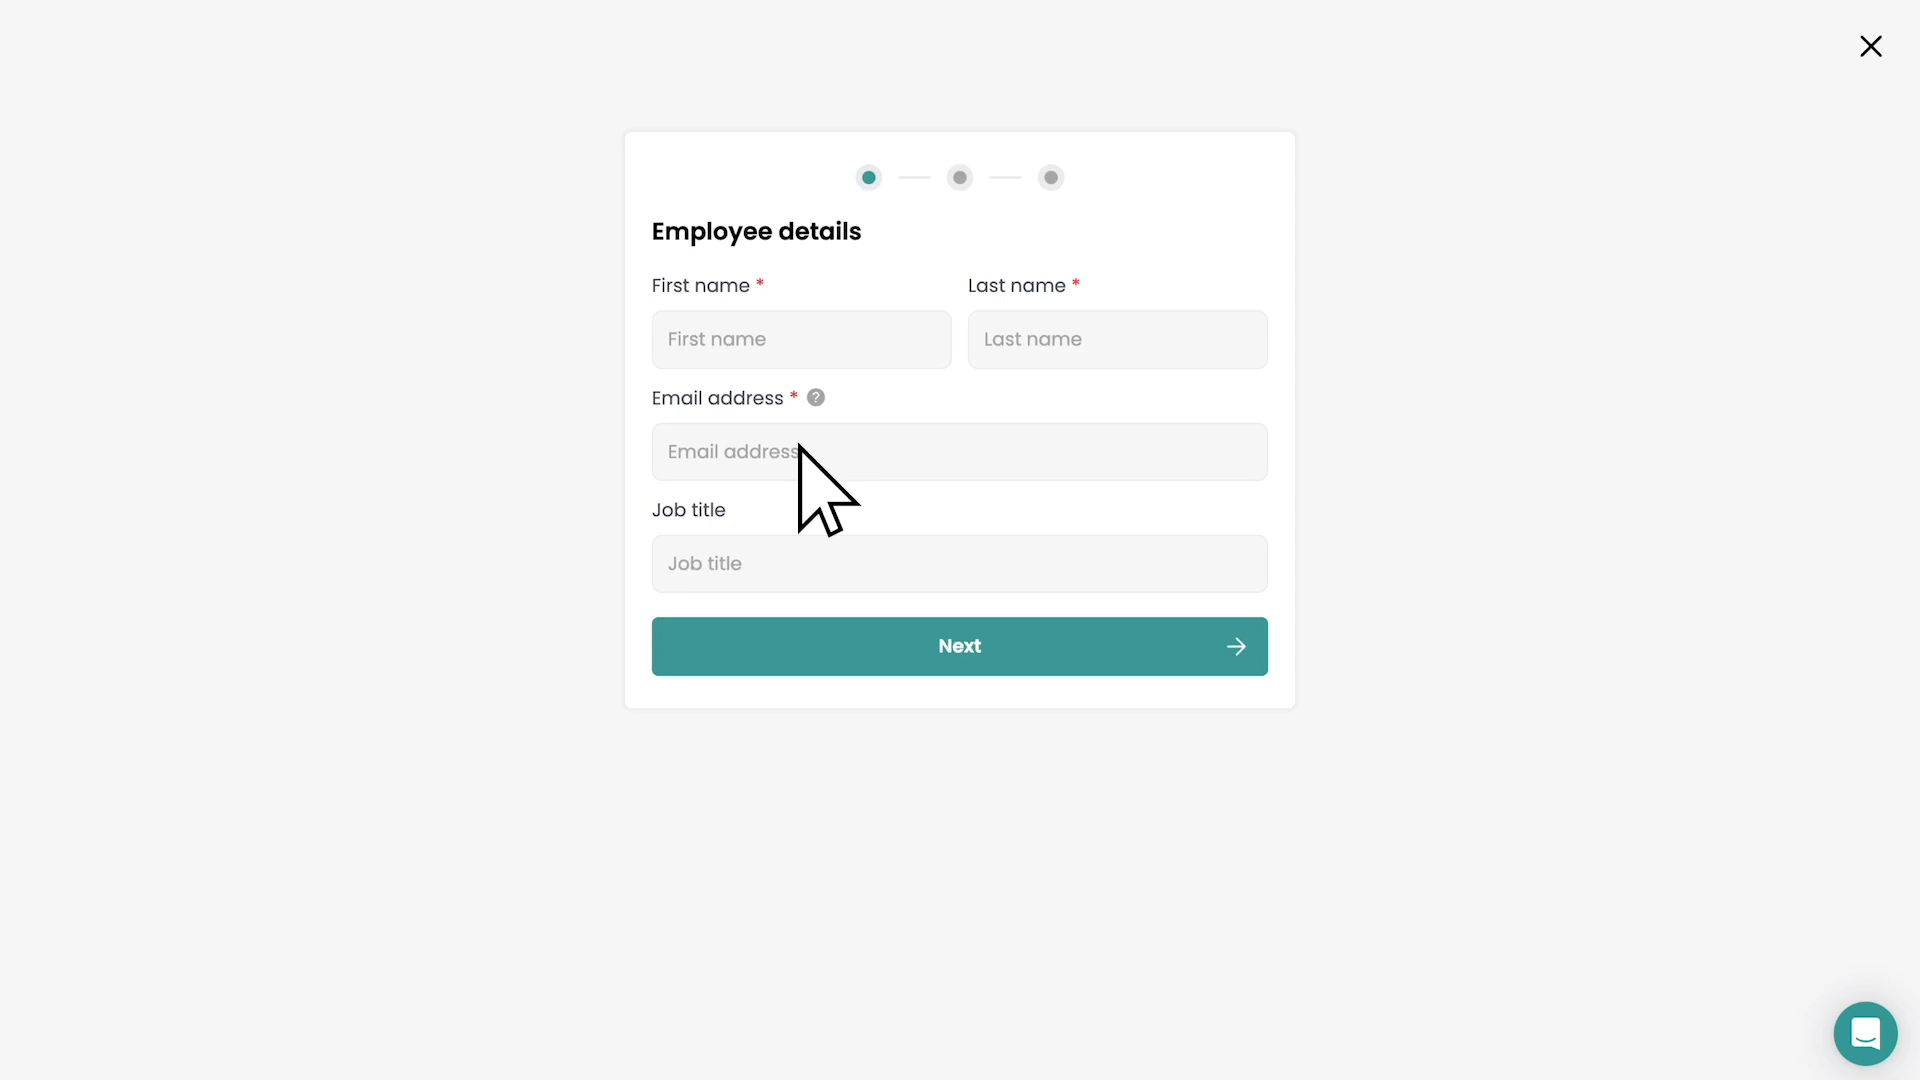 Employee details
First name * Last name *
First name Last name
Email address * ?
Email address
Job title
Job title
Next